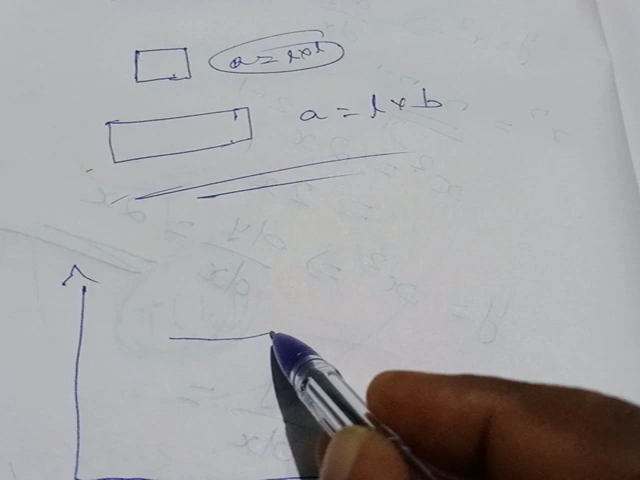 a = l×l
a = l × b